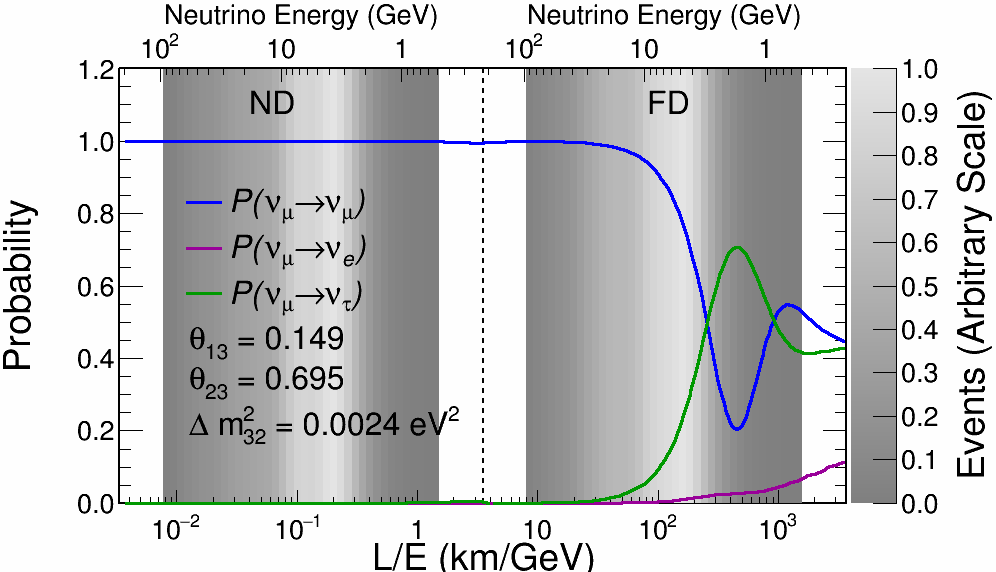 Neutrino Energy (GeV) Neutrino Energy (GeV)
10² 10 1 10² 10 1
1.2 1.0 0.8 0.6 0.4 0.2 0.0
Probability
ND FD
P(νμ→νμ)
P(νμ→νe)
P(νμ→ντ)
θ13 = 0.149
θ23 = 0.695
Δ m²32 = 0.0024 eV²
10⁻² 10⁻¹ 1 10 10² 10³
L/E (km/GeV)
1.0 0.9 0.8 0.7 0.6 0.5 0.4 0.3 0.2 0.1 0.0
Events (Arbitrary Scale)